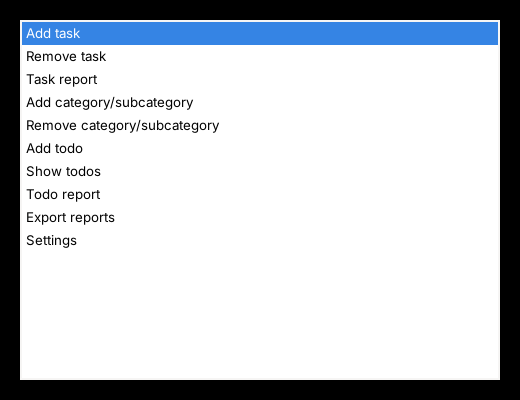 Add task
Remove task
Task report
Add category/subcategory
Remove category/subcategory
Add todo
Show todos
Todo report
Export reports
Settings